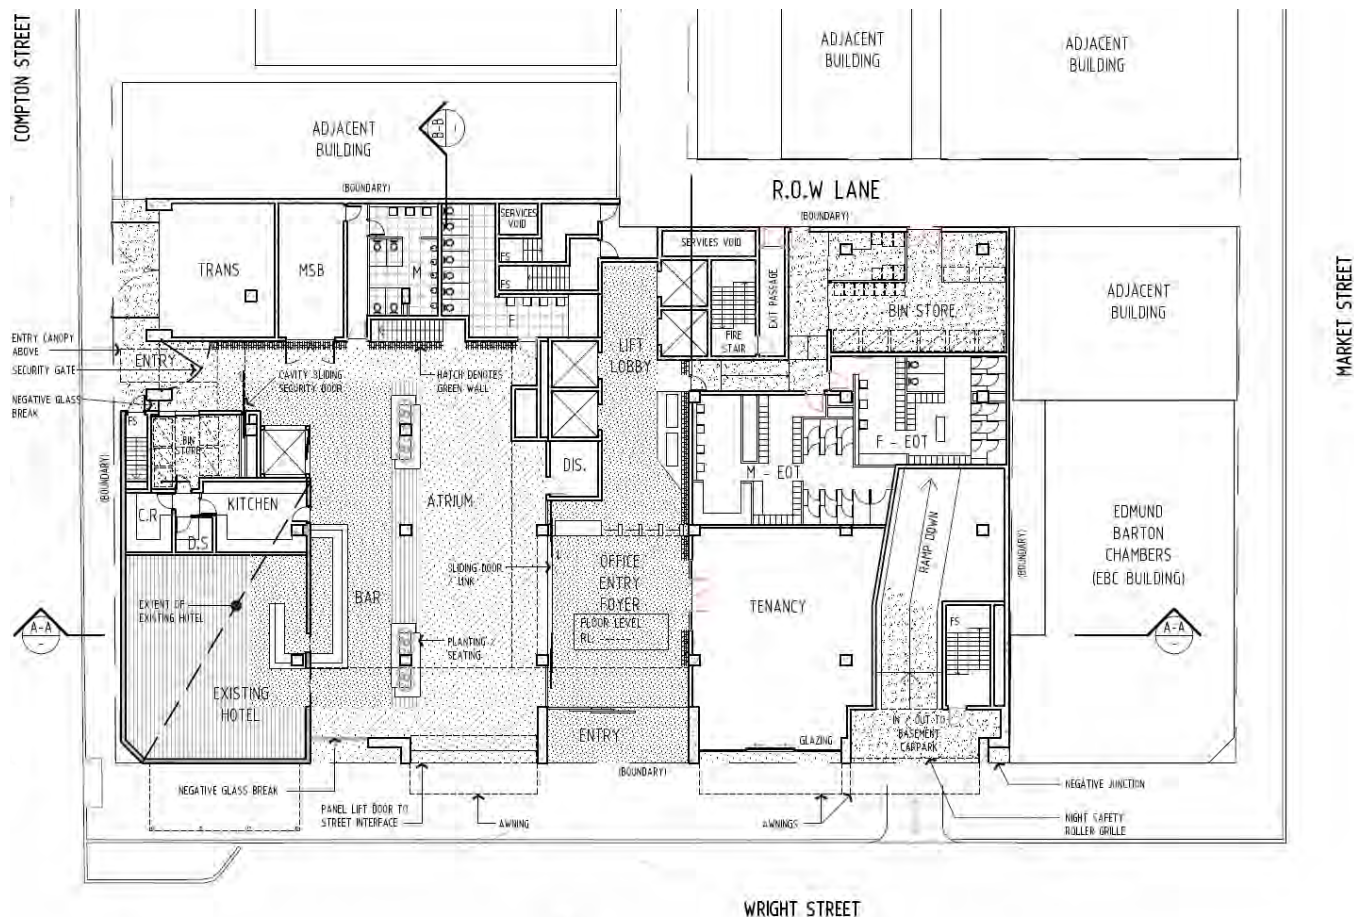 COMPTON STREET
ADJACENT
BUILDING
ADJACENT
BUILDING
ADJACENT
BUILDING
B-B
(BOUNDARY)
R.O.W LANE
(BOUNDARY)
TRANS
MSB
M
SERVICES
VOID
FS
FS
F
SERVICES VOID
EXIT PASSAGE
FIRE
STAIR
BIN STORE
ADJACENT
BUILDING
MARKET STREET
ENTRY CANOPY
ABOVE
SECURITY GATE
NEGATIVE GLASS
BREAK
ENTRY
CAVITY SLIDING
SECURITY DOOR
HATCH DENOTES
GREEN WALL
LIFT
LOBBY
FS
BIN
STORE
(BOUNDARY)
C.R
KITCHEN
D.S
ATRIUM
DIS.
M - EOT
F - EOT
RAMP DOWN
(BOUNDARY)
EDMUND
BARTON
CHAMBERS
(EBC BUILDING)
SLIDING DOOR
/ LINK
OFFICE
ENTRY
FOYER
FLOOR LEVEL
RL:
TENANCY
BAR
EXTENT OF
EXISTING HOTEL
PLANTING /
SEATING
FS
A-A
A-A
EXISTING
HOTEL
ENTRY
GLAZING
IN / OUT TO
BASEMENT
CARPARK
(BOUNDARY)
NEGATIVE GLASS BREAK
PANEL LIFT DOOR TO
STREET INTERFACE
AWNING
AWNINGS
NEGATIVE JUNCTION
NIGHT SAFETY
ROLLER GRILLE
WRIGHT STREET